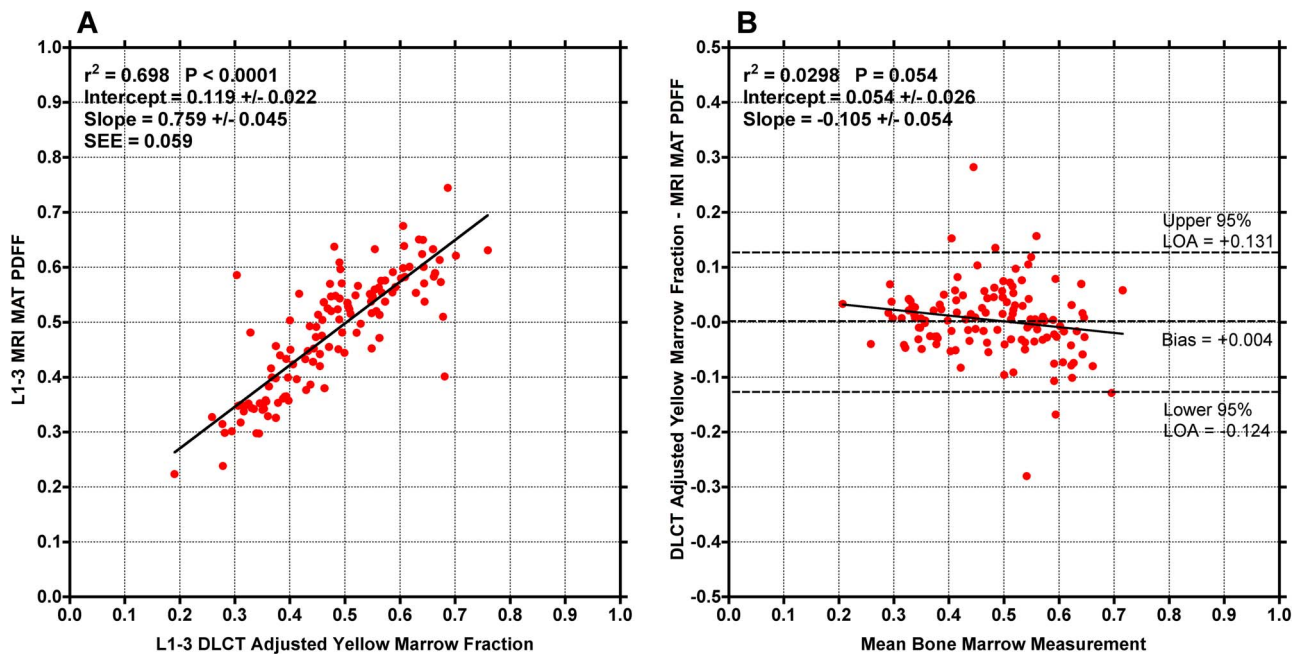 A
r² = 0.698 P < 0.0001
Intercept = 0.119 +/- 0.022
Slope = 0.759 +/- 0.045
SEE = 0.059
L1-3 MRI MAT PDFF
1.0
0.9
0.8
0.7
0.6
0.5
0.4
0.3
0.2
0.1
0.0
0.0 0.1 0.2 0.3 0.4 0.5 0.6 0.7 0.8 0.9 1.0
L1-3 DLCT Adjusted Yellow Marrow Fraction
B
r² = 0.0298 P = 0.054
Intercept = 0.054 +/- 0.026
Slope = -0.105 +/- 0.054
DLCT Adjusted Yellow Marrow Fraction - MRI MAT PDFF
0.5
0.4
0.3
0.2
0.1
-0.0
-0.1
-0.2
-0.3
-0.4
-0.5
Upper 95%
LOA = +0.131
Bias = +0.004
Lower 95%
LOA = -0.124
0.0 0.1 0.2 0.3 0.4 0.5 0.6 0.7 0.8 0.9 1.0
Mean Bone Marrow Measurement